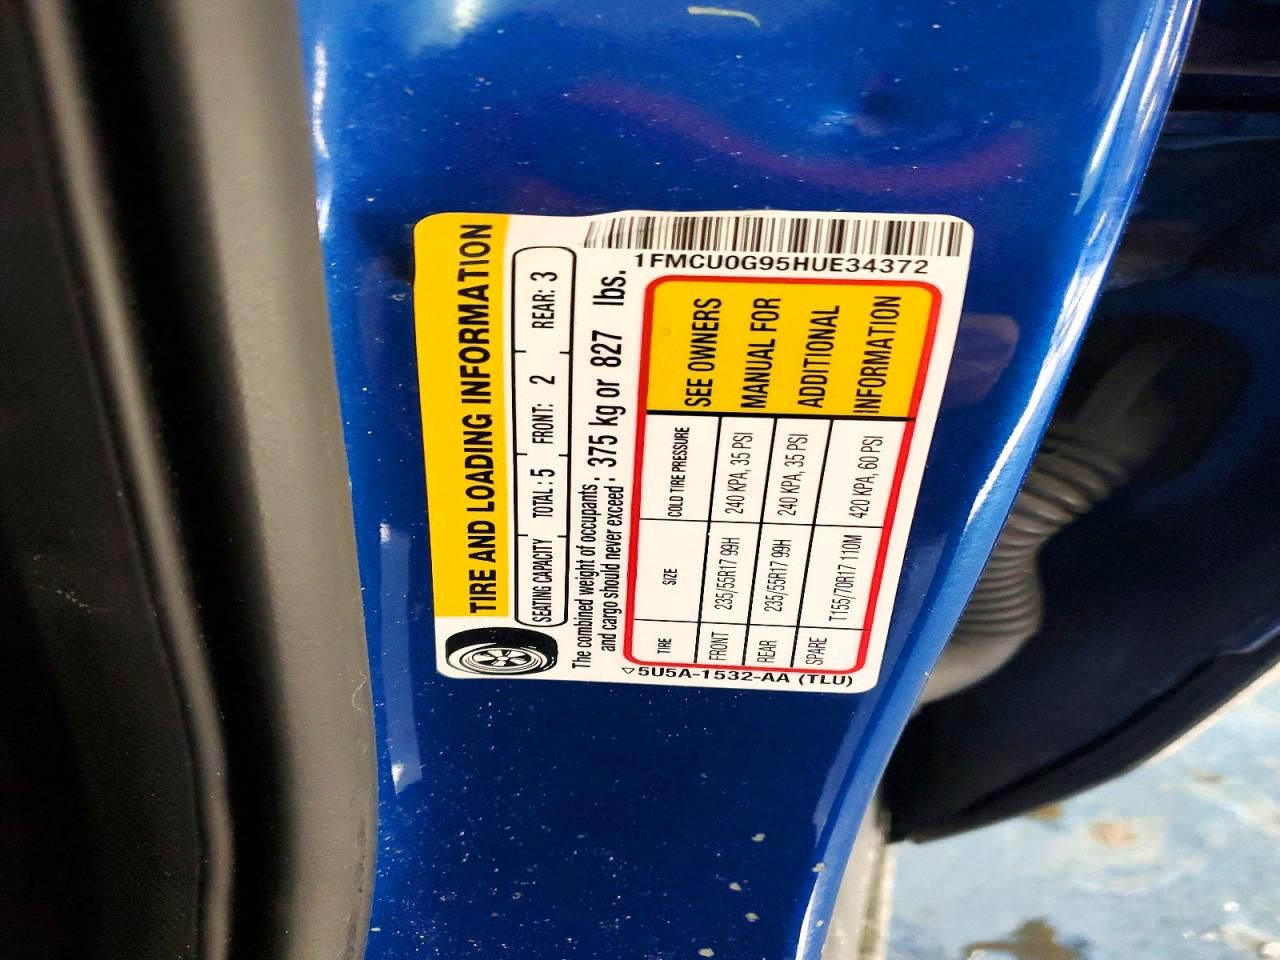 TIRE AND LOADING INFORMATION
SEATING CAPACITY TOTAL: 5 FRONT: 2 REAR: 3
The combined weight of occupants
and cargo should never exceed 375 kg or 827 lbs.
TIRE SIZE COLD TIRE PRESSURE
FRONT 235/55R17 99H 240 KPA, 35 PSI
REAR 235/55R17 99H 240 KPA, 35 PSI
SPARE T155/70R17 110M 420 KPA, 60 PSI
SEE OWNERS
MANUAL FOR
ADDITIONAL
INFORMATION
1FMCU0G95HUE34372
5U5A-1532-AA (TLU)